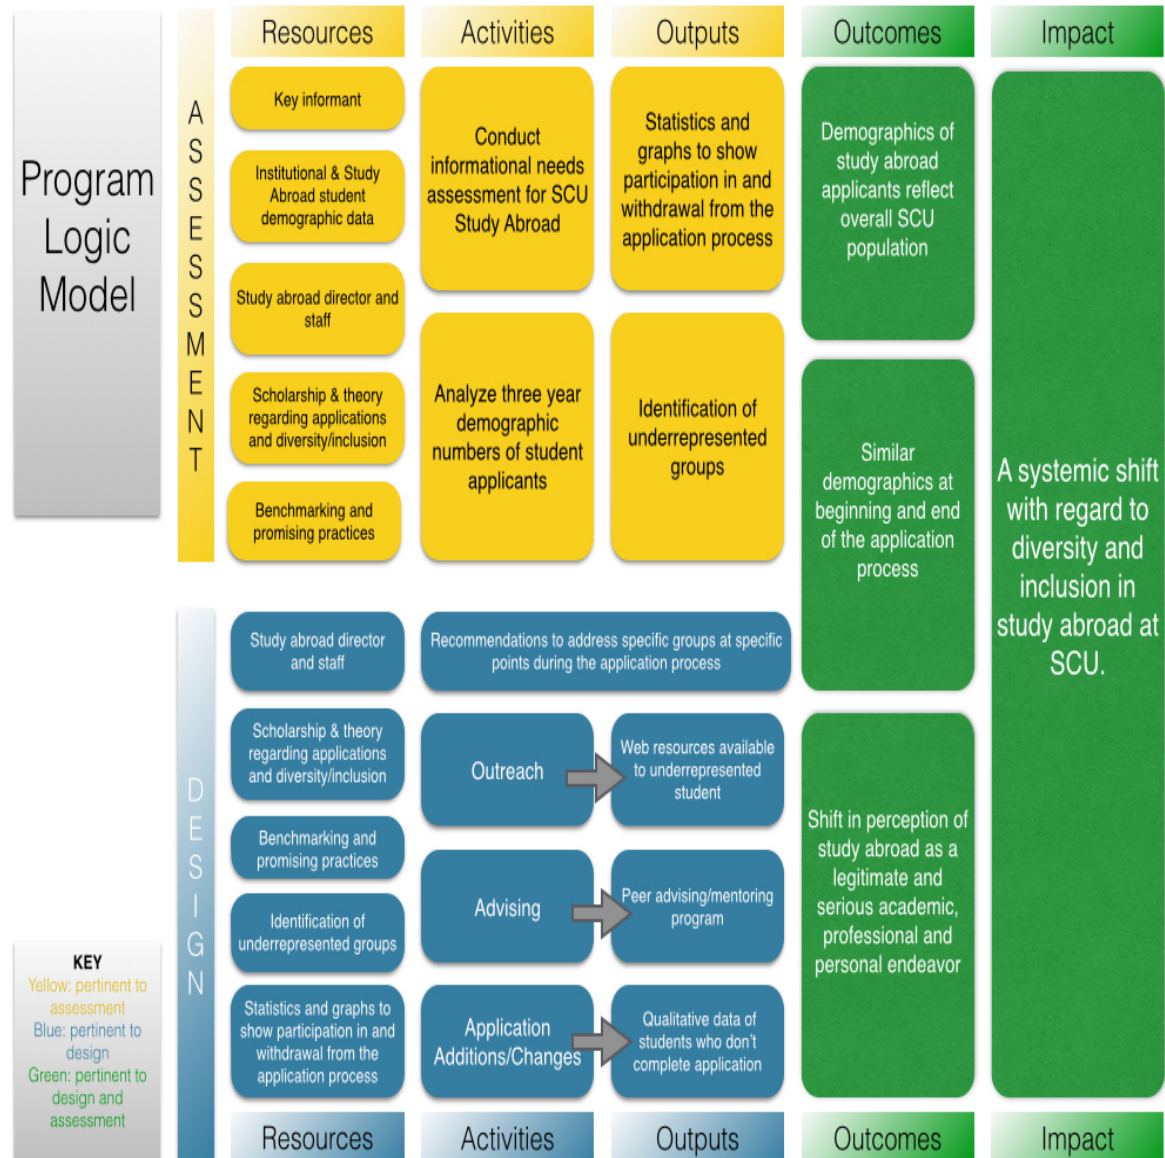 Program
Logic
Model
Resources
Activities
Outputs
Outcomes
Impact
A
S
S
E
S
S
M
E
N
T
Key informant
Institutional & Study
Abroad student
demographic data
Study abroad director and
staff
Scholarship & theory
regarding applications
and diversity/inclusion
Benchmarking and
promising practices
Conduct
informational needs
assessment for SCU
Study Abroad
Analyze three year
demographic
numbers of student
applicants
Statistics and
graphs to show
participation in and
withdrawal from the
application process
Identification of
underrepresented
groups
Demographics of
study abroad
applicants reflect
overall SCU
population
Similar
demographics at
beginning and end
of the application
process
Shift in perception of
study abroad as a
legitimate and
serious academic,
professional and
personal endeavor
A systemic shift
with regard to
diversity and
inclusion in
study abroad at
SCU.
D
E
S
I
G
N
Study abroad director
and staff
Scholarship & theory
regarding applications
and diversity/inclusion
Benchmarking and
promising practices
Identification of
underrepresented groups
Statistics and graphs to
show participation in and
withdrawal from the
application process
Recommendations to address specific groups at specific
points during the application process
Outreach
Web resources available
to underrepresented
student
Advising
Peer advising/mentoring
program
Application
Additions/Changes
Qualitative data of
students who don't
complete application
KEY
Yellow: pertinent to
assessment
Blue: pertinent to
design
Green: pertinent to
design and
assessment
Resources
Activities
Outputs
Outcomes
Impact